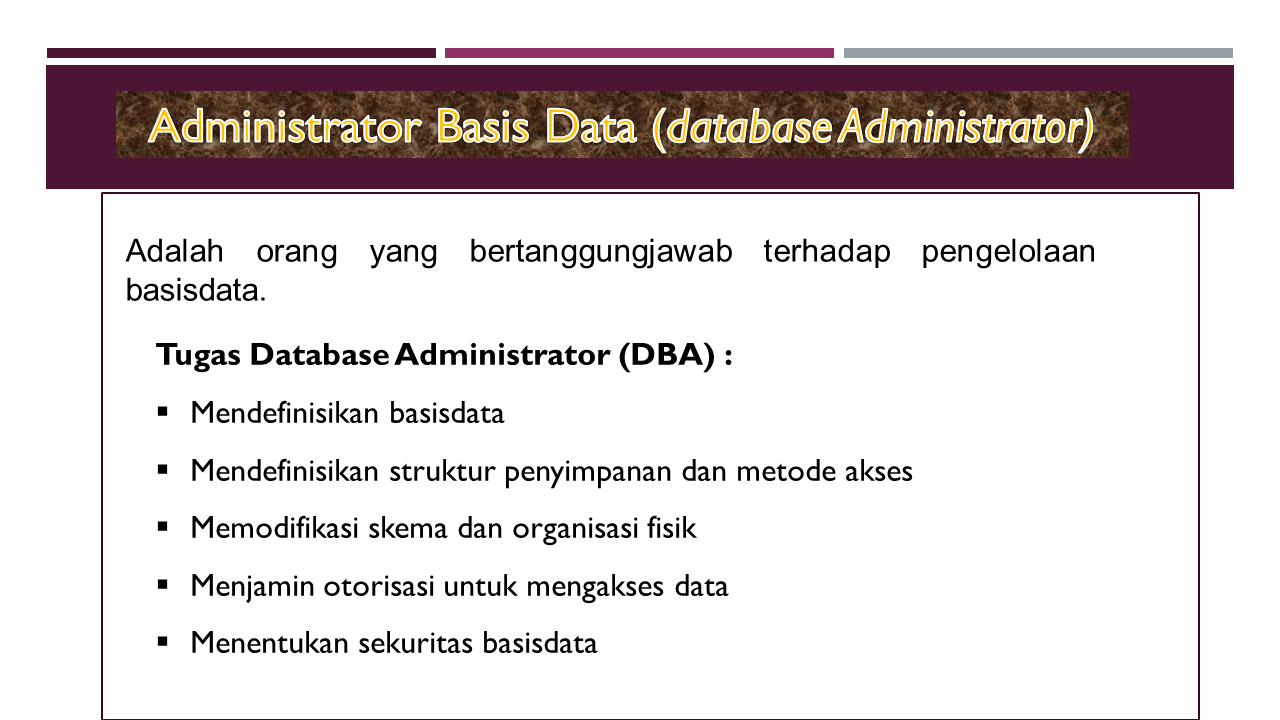 Administrator Basis Data (database Administrator)
Adalah orang yang bertanggungjawab terhadap pengelolaan
basisdata.
Tugas Database Administrator (DBA) :
▪ Mendefinisikan basisdata
▪ Mendefinisikan struktur penyimpanan dan metode akses
▪ Memodifikasi skema dan organisasi fisik
▪ Menjamin otorisasi untuk mengakses data
▪ Menentukan sekuritas basisdata